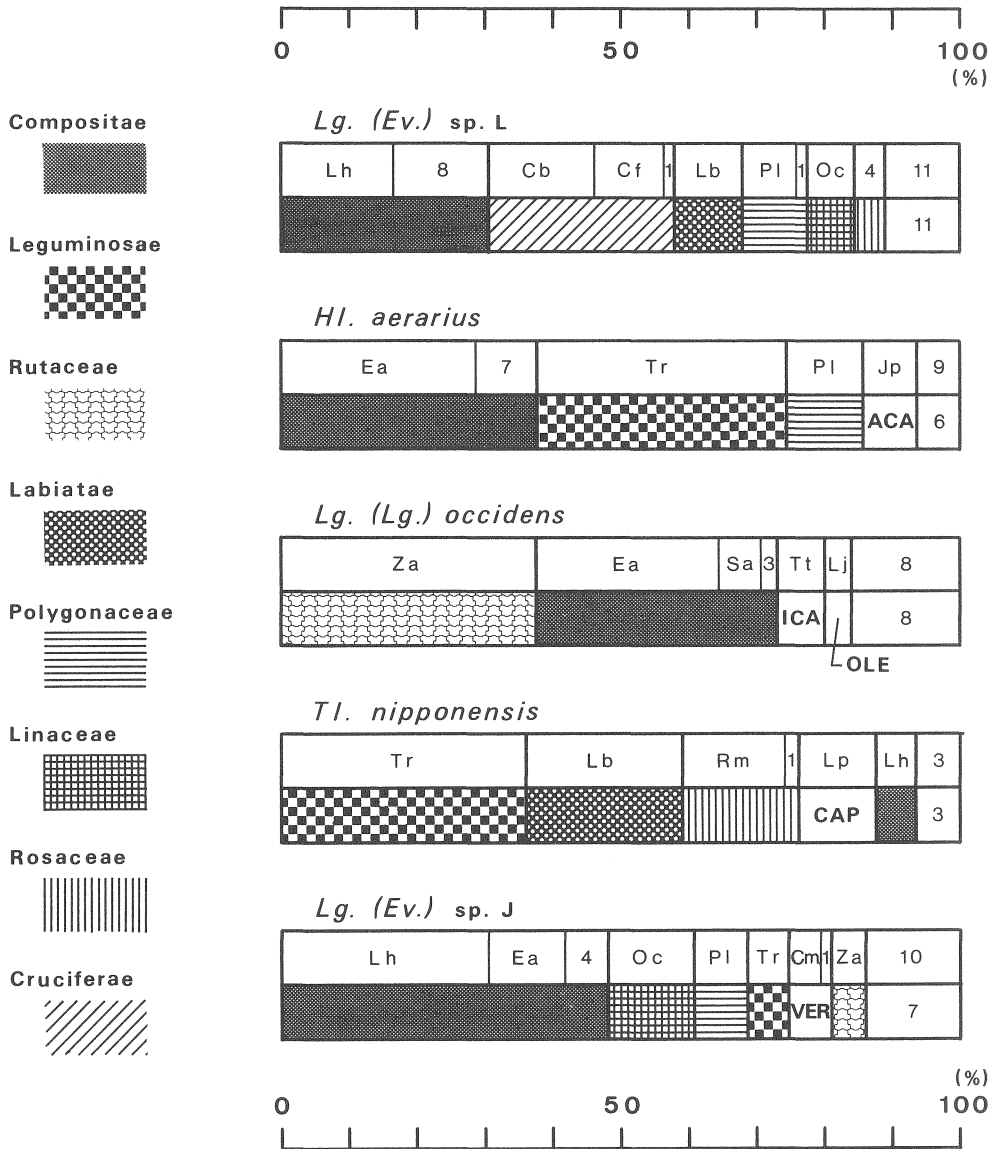 0 50 100
(%)
Compositae
Leguminosae
Rutaceae
Labiatae
Polygonaceae
Linaceae
Rosaceae
Cruciferae
Lg. (Ev.) sp. L
Lh 8 Cb Cf 1 Lb Pl 1 Oc 4 11
11
Hl. aerarius
Ea 7 Tr Pl Jp 9
ACA 6
Lg. (Lg.) occidens
Za Ea Sa 3 Tt Lj 8
ICA 8
OLE
Tl. nipponensis
Tr Lb Rm 1 Lp Lh 3
CAP 3
Lg. (Ev.) sp. J
Lh Ea 4 Oc Pl Tr Cm 1 Za 10
VER 7
(%)
0 50 100